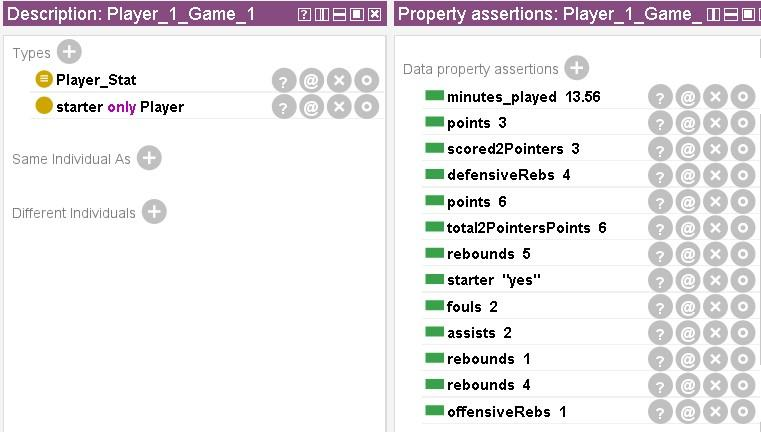 Description: Player_1_Game_1
Types
Player_Stat
starter only Player
Same Individual As
Different Individuals
Property assertions: Player_1_Game_
Data property assertions
minutes_played 13.56
points 3
scored2Pointers 3
defensiveRebs 4
points 6
total2PointersPoints 6
rebounds 5
starter "yes"
fouls 2
assists 2
rebounds 1
rebounds 4
offensiveRebs 1